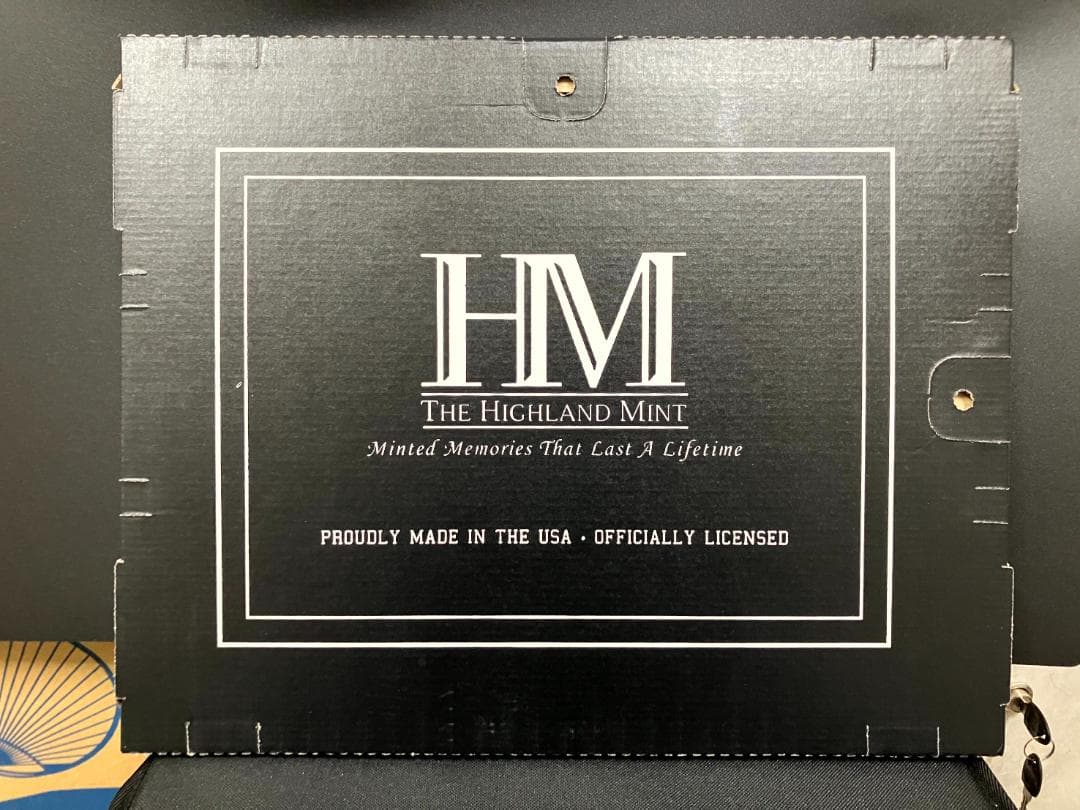 HM
THE HIGHLAND MINT
Minted Memories That Last A Lifetime
PROUDLY MADE IN THE USA · OFFICIALLY LICENSED